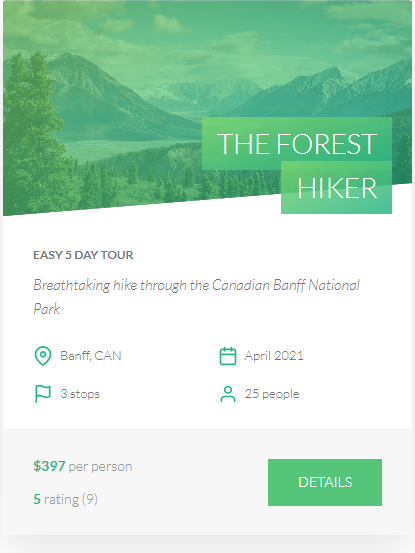 THE FOREST
HIKER
EASY 5 DAY TOUR
Breathtaking hike through the Canadian Banff National
Park
Banff, CAN
April 2021
3 stops
25 people
$397 per person
5 rating (9)
DETAILS